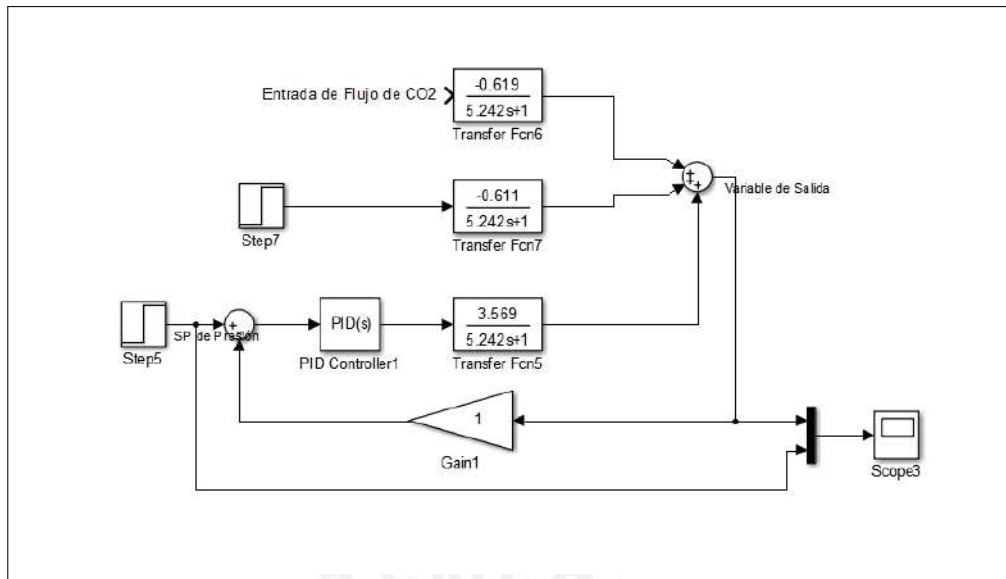 Entrada de Flujo de CO2
-0.619
5.242s+1
Transfer Fcn6
Variable de Salida
-0.611
5.242s+1
Transfer Fcn7
Step7
SP de Presión
Step5
PID(s)
PID Controller1
3.569
5.242s+1
Transfer Fcn5
1
Gain1
Scope3